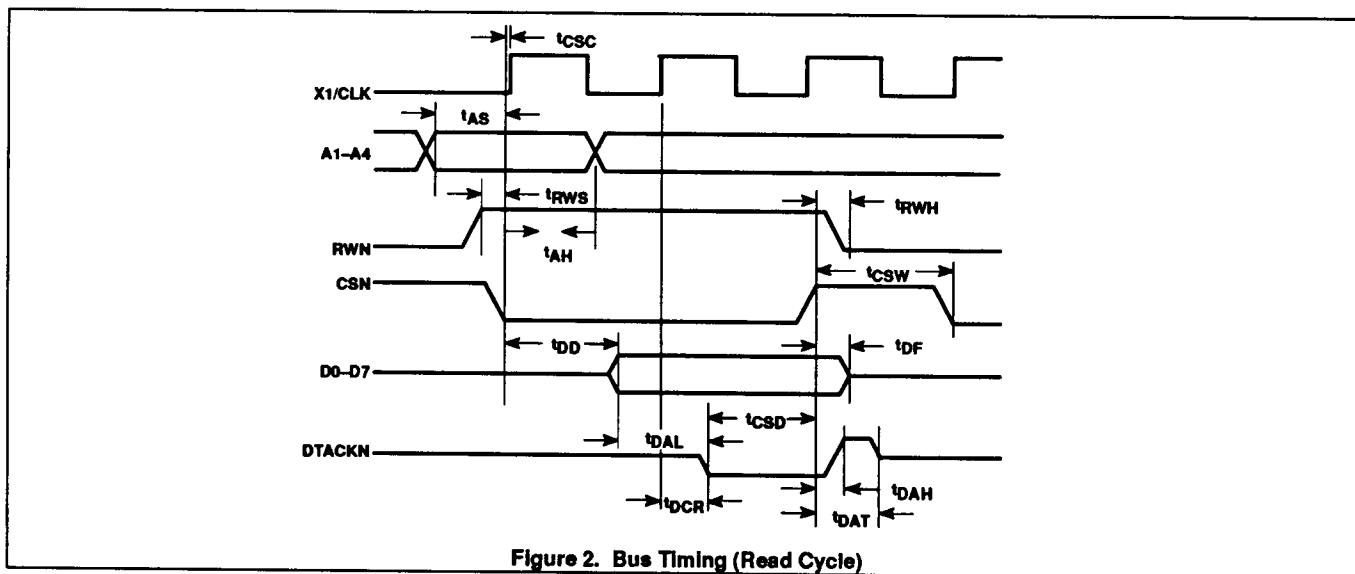 tCSC
X1/CLK
tAS
A1–A4
tRWS
tRWH
RWN
tAH
tCSW
CSN
tDD
tDF
D0–D7
tCSD
tDAL
DTACKN
tDAH
tDCR
tDAT
Figure 2. Bus Timing (Read Cycle)